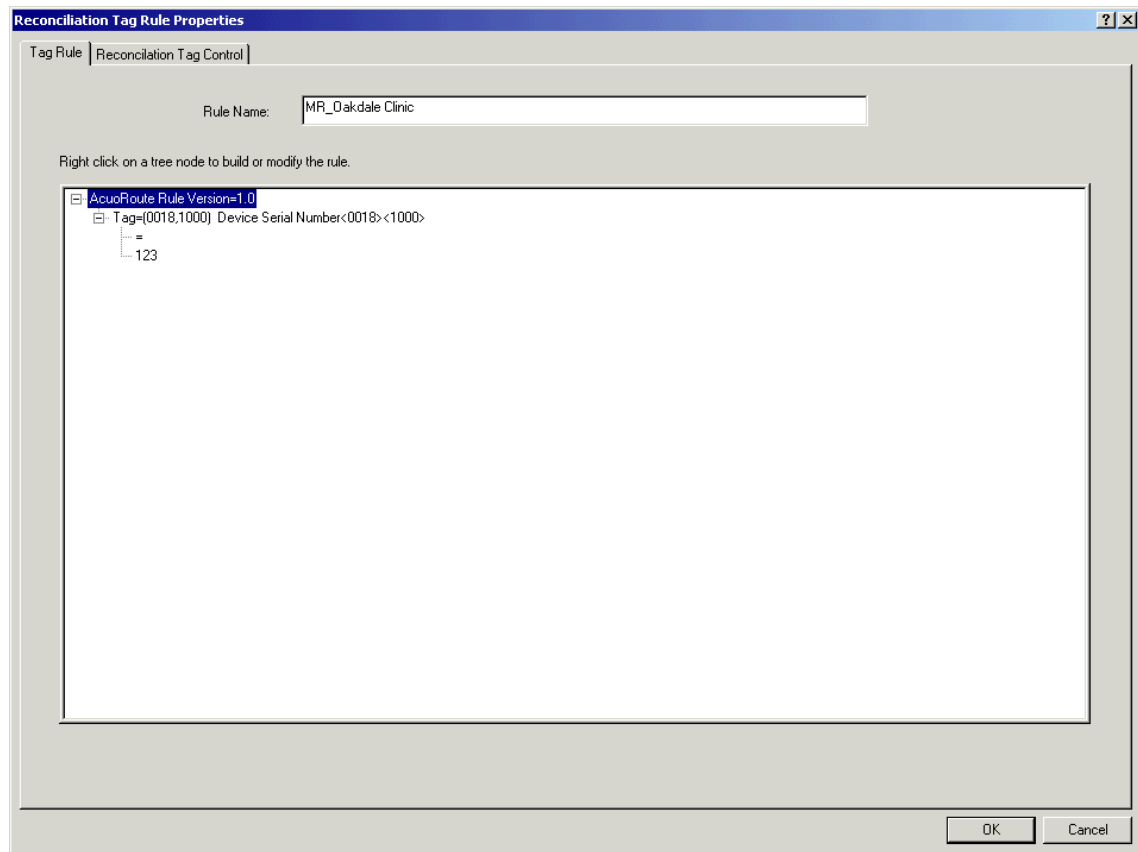 Reconciliation Tag Rule Properties
Tag Rule
Reconcilation Tag Control
Rule Name:
MR_Oakdale Clinic
Right click on a tree node to build or modify the rule.
AcuoRoute Rule Version=1.0
Tag=(0018,1000) Device Serial Number<0018><1000>
=
123
OK
Cancel